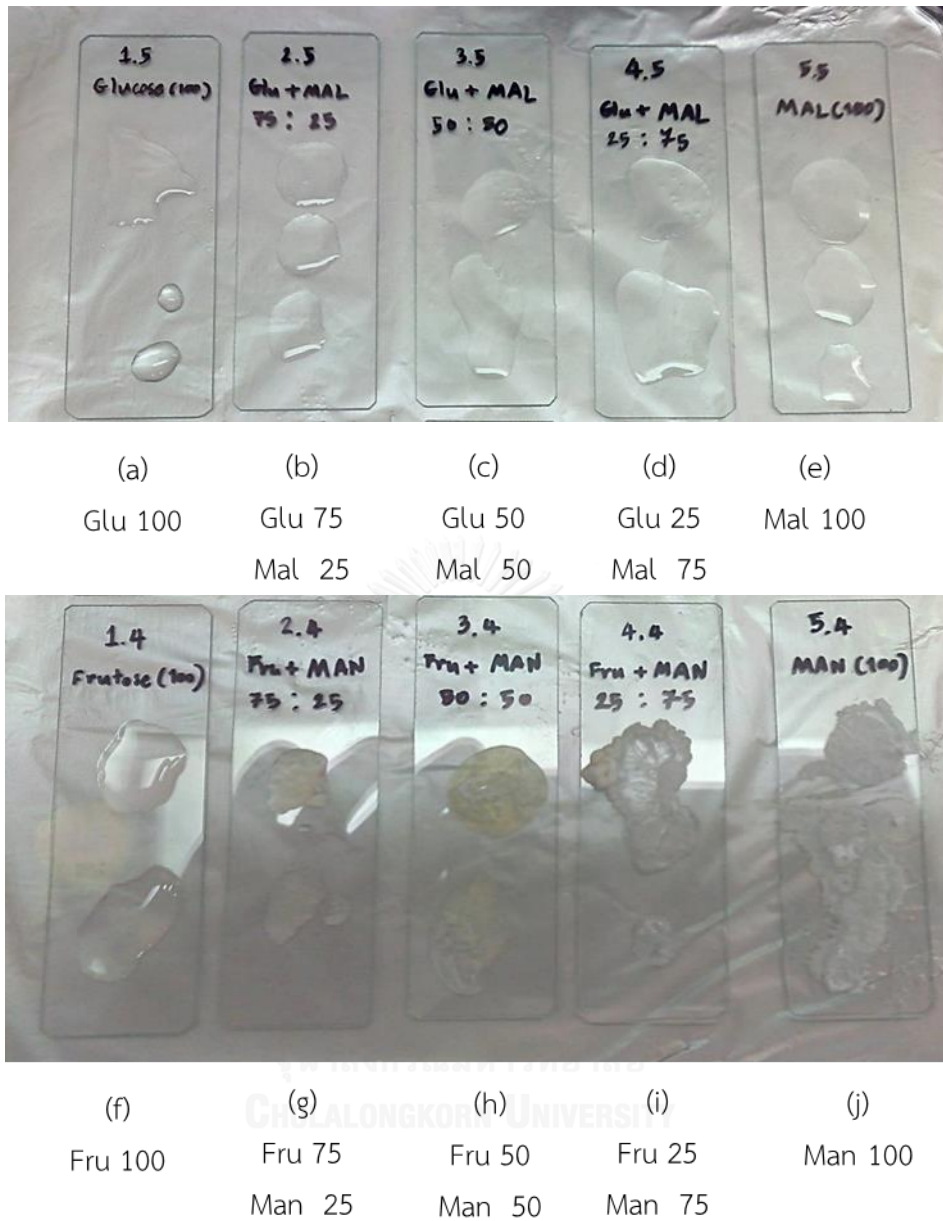 1.5
Glucose (100)
2.5
Glu + MAL
75 : 25
3.5
Glu + MAL
50 : 50
4.5
Glu + MAL
25 : 75
5.5
MAL (100)
(a)
Glu 100
(b)
Glu 75
Mal 25
(c)
Glu 50
Mal 50
(d)
Glu 25
Mal 75
(e)
Mal 100
1.4
Frutose (100)
2.4
Fru + MAN
75 : 25
3.4
Fru + MAN
50 : 50
4.4
Fru + MAN
25 : 75
5.4
MAN (100)
CHULALONGKORN UNIVERSITY
(f)
Fru 100
(g)
Fru 75
Man 25
(h)
Fru 50
Man 50
(i)
Fru 25
Man 75
(j)
Man 100